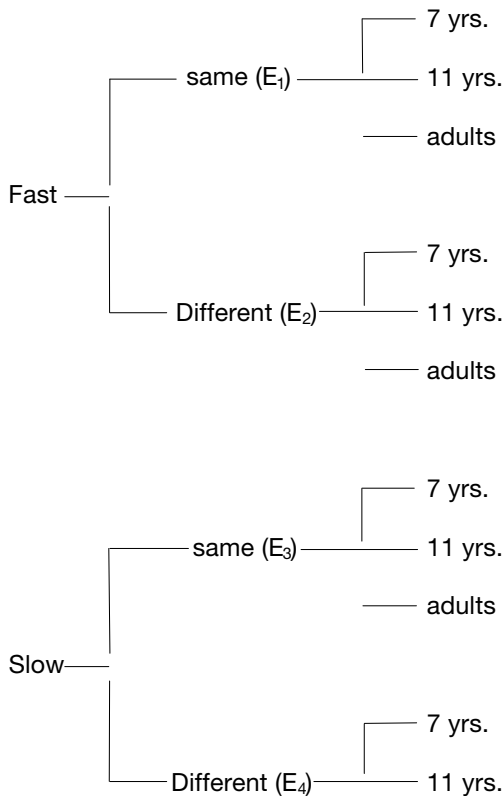 7 yrs.
same (E₁) 11 yrs.
adults
Fast
7 yrs.
Different (E₂) 11 yrs.
adults
7 yrs.
same (E₃) 11 yrs.
adults
Slow
7 yrs.
Different (E₄) 11 yrs.